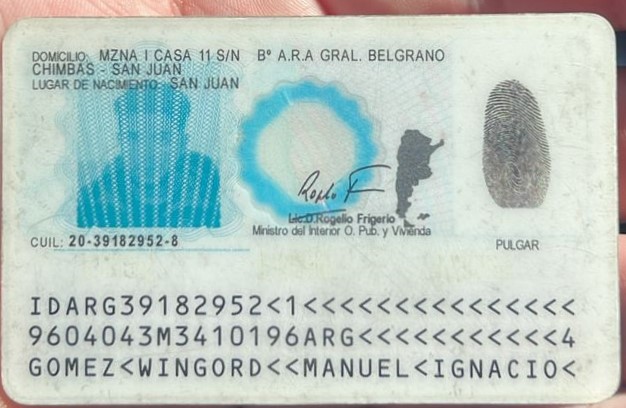 DOMICILIO: MZNA I CASA 11 S/N Bº A.R.A GRAL. BELGRANO
CHIMBAS - SAN JUAN
LUGAR DE NACIMIENTO: SAN JUAN
Lic.D.Rogelio Frigerio
Ministro del Interior O. Pub. y Vivienda
CUIL: 20-39182952-8
PULGAR
IDARG39182952<1<<<<<<<<<<<<<<<
9604043M3410196ARG<<<<<<<<<<<4
GOMEZ<WINGORD<<MANUEL<IGNACIO<